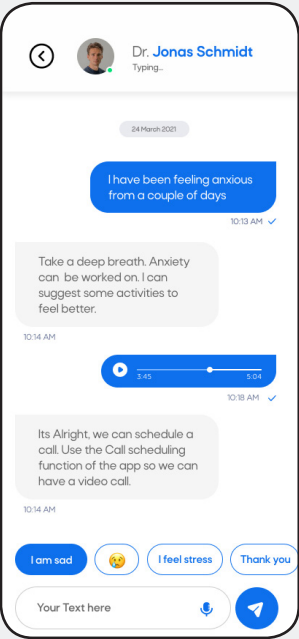 Dr. Jonas Schmidt
Typing...
24 March 2021
I have been feeling anxious
from a couple of days
10:13 AM
Take a deep breath. Anxiety
can be worked on. I can
suggest some activities to
feel better.
10:14 AM
3:45 5:04
10:18 AM
Its Alright, we can schedule a
call. Use the Call scheduling
function of the app so we can
have a video call.
10:14 AM
I am sad 😢 I feel stress Thank you
Your Text here